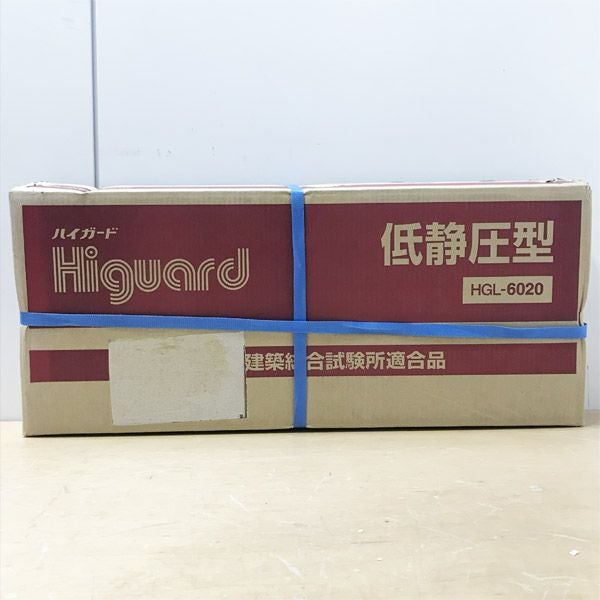 ハイガード
Higuard
低静圧型
HGL-6020
建築総合試験所適合品